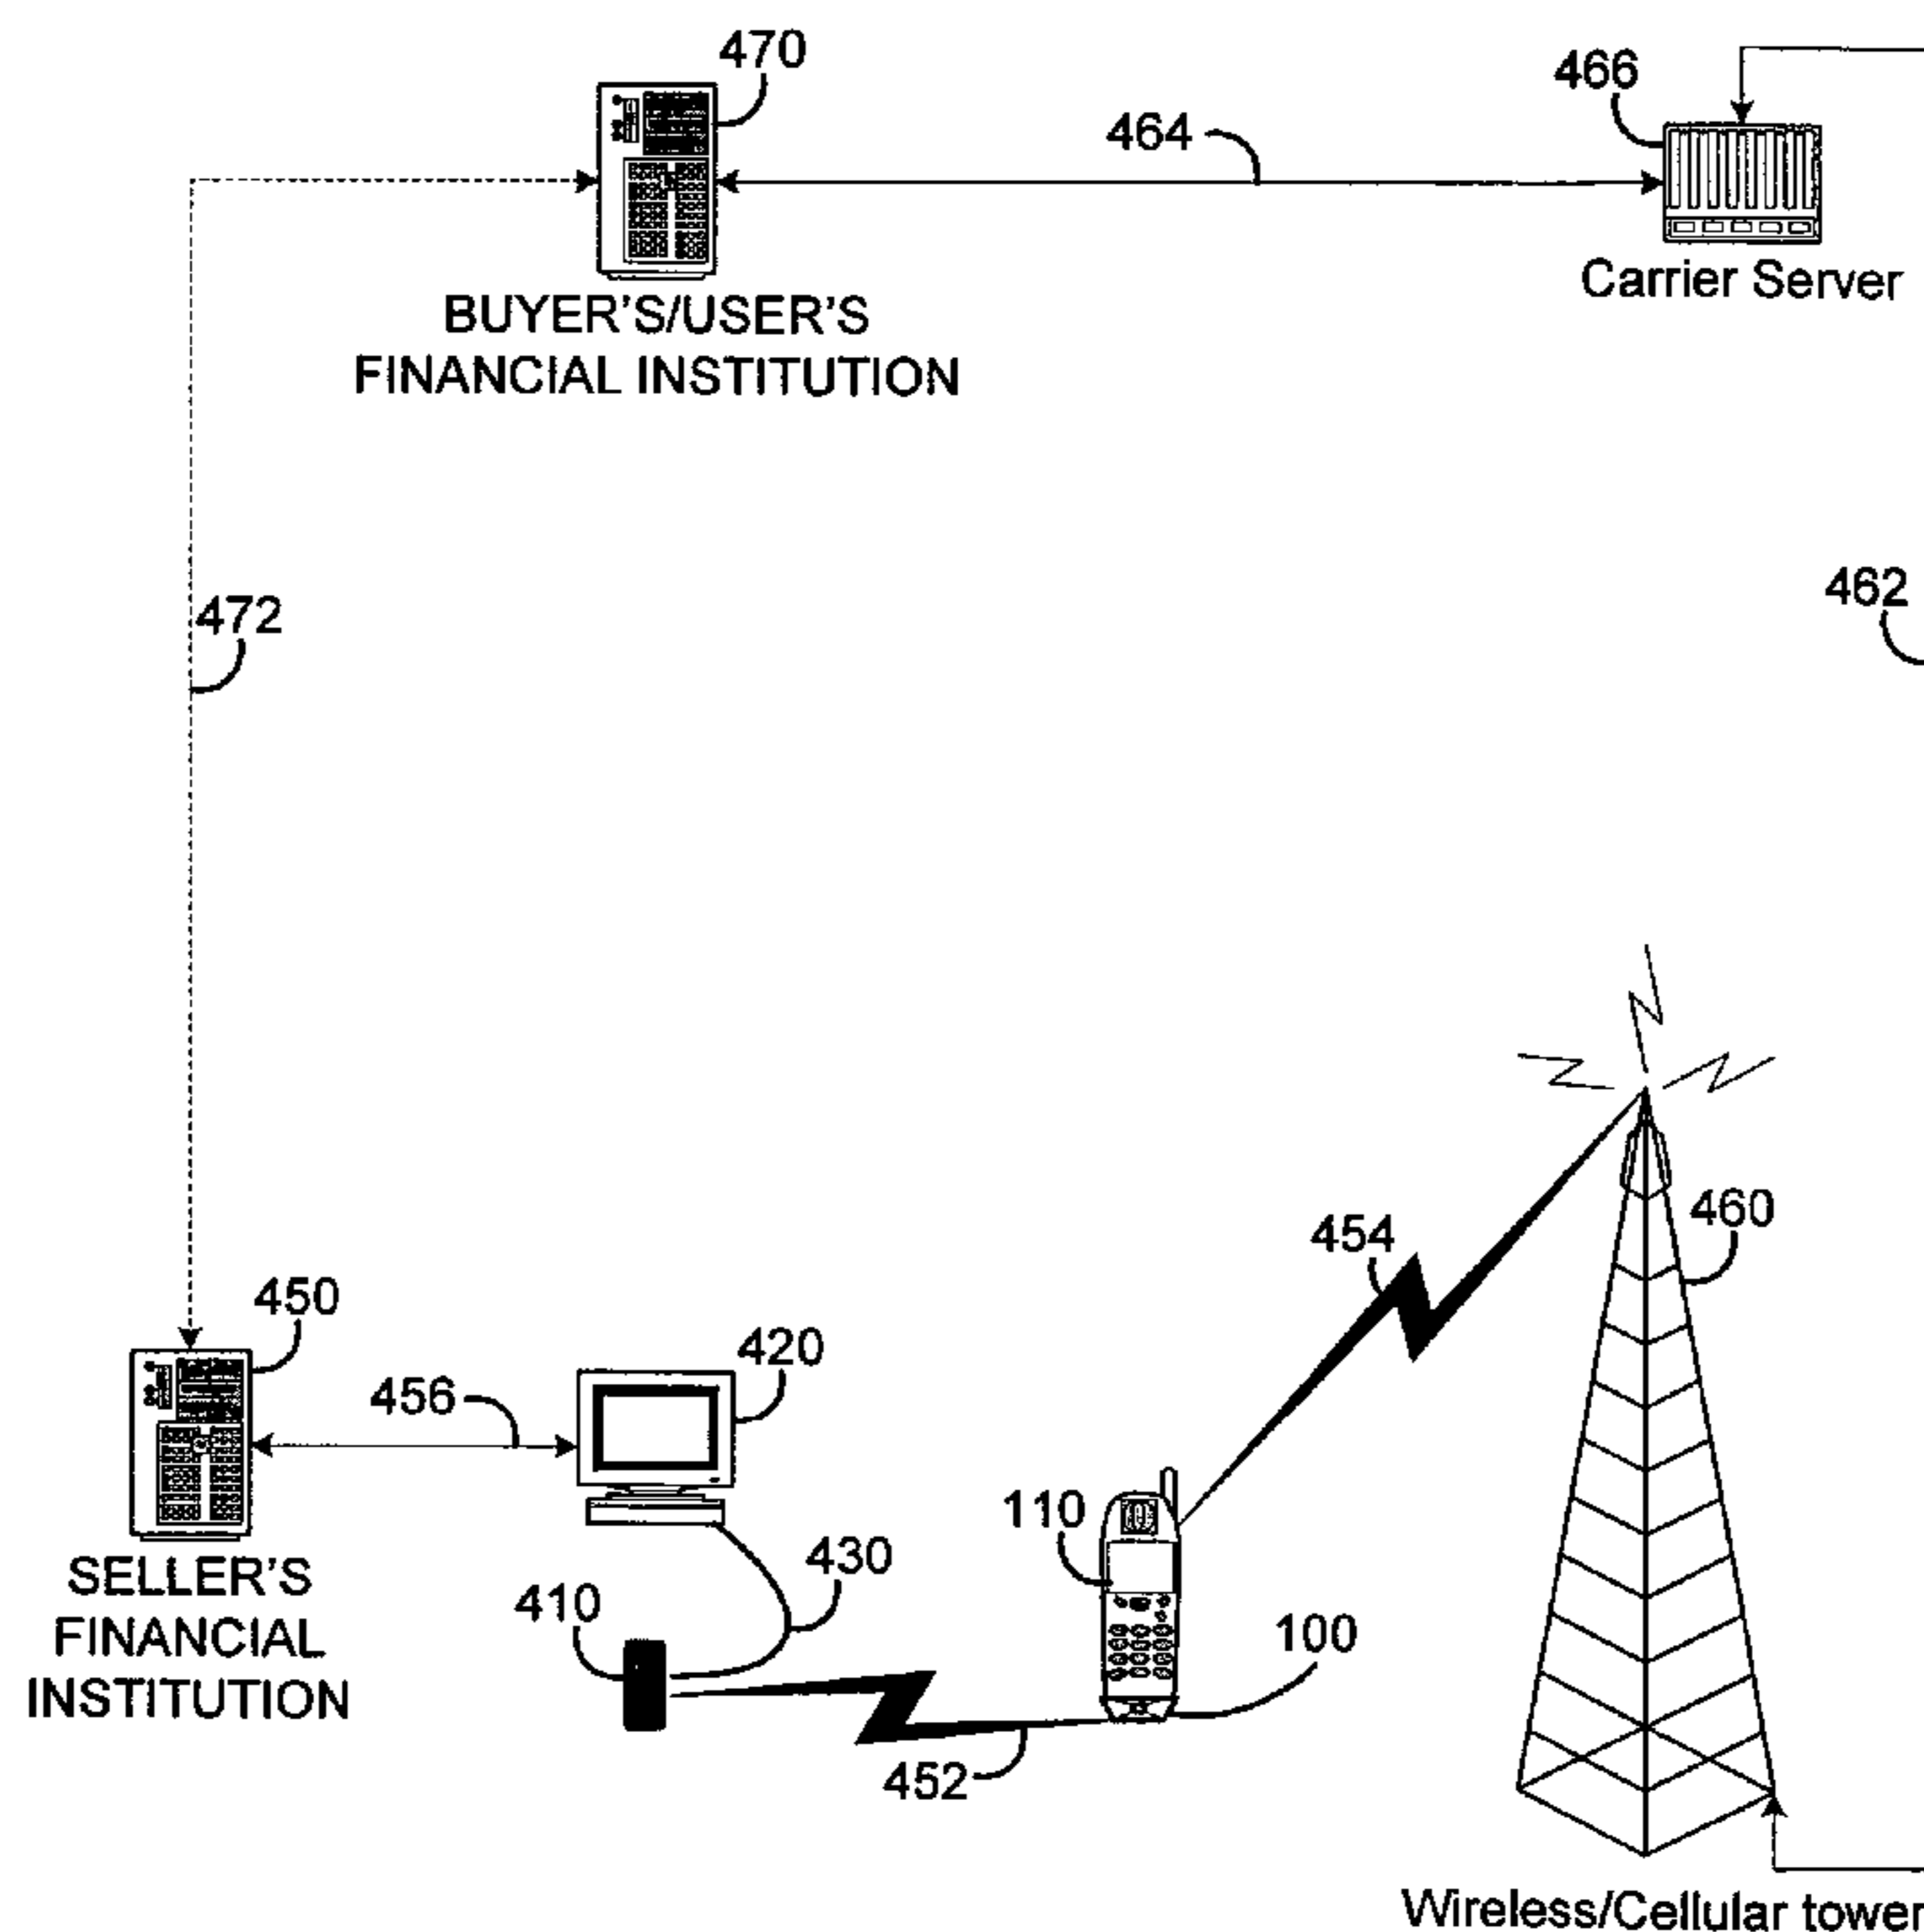 470
466
464
Carrier Server
BUYER'S/USER'S
FINANCIAL INSTITUTION
472
462
460
454
450
420
456
110
430
410
100
SELLER'S
FINANCIAL
INSTITUTION
452
Wireless/Cellular tower